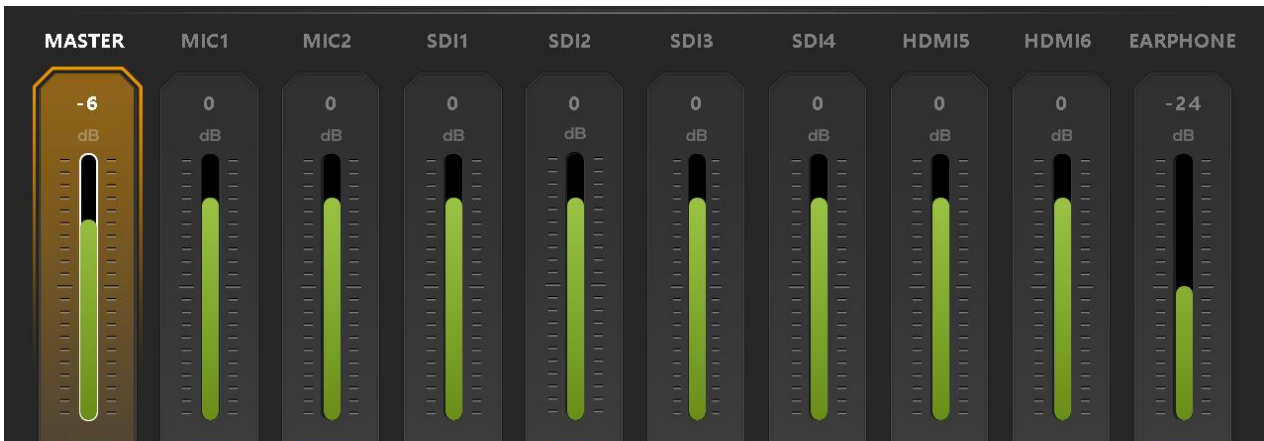 MASTER MIC1 MIC2 SDI1 SDI2 SDI3 SDI4 HDMI5 HDMI6 EARPHONE
-6 0 0 0 0 0 0 0 0 -24
dB dB dB dB dB dB dB dB dB dB